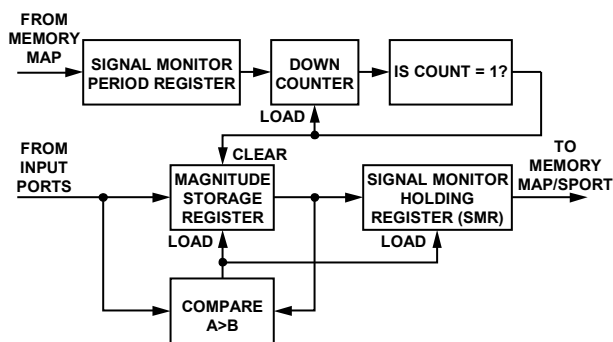 FROM
MEMORY
MAP
SIGNAL MONITOR
PERIOD REGISTER
DOWN
COUNTER
IS COUNT = 1?
LOAD
FROM
INPUT
PORTS
CLEAR
MAGNITUDE
STORAGE
REGISTER
LOAD
SIGNAL MONITOR
HOLDING
REGISTER (SMR)
LOAD
TO
MEMORY
MAP/SPORT
COMPARE
A>B